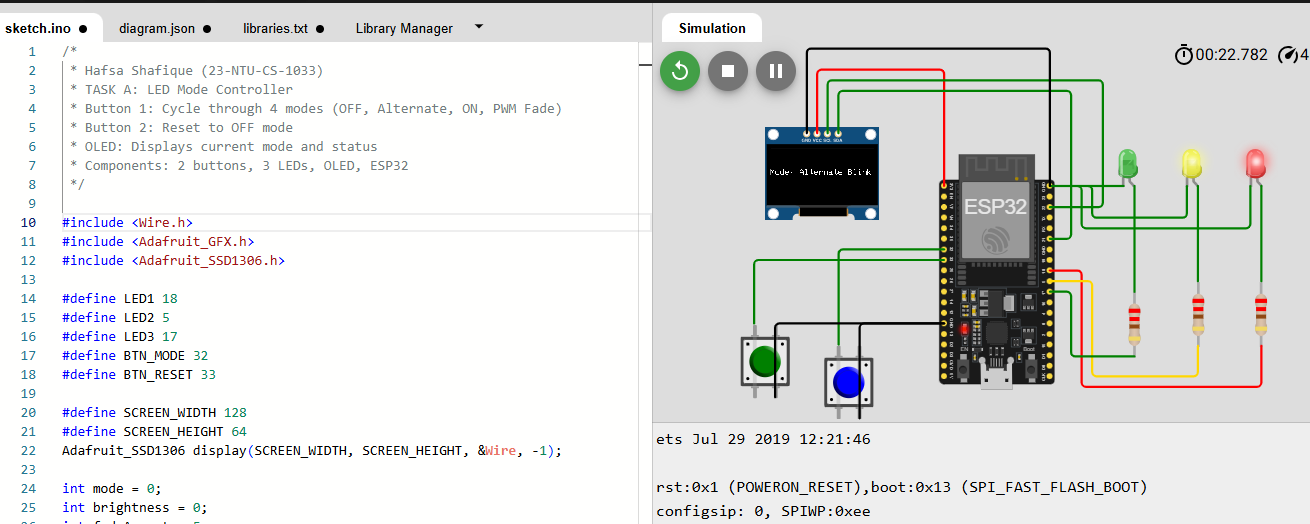 sketch.ino
diagram.json
libraries.txt
Library Manager
1 /*
2 * Hafsa Shafique (23-NTU-CS-1033)
3 * TASK A: LED Mode Controller
4 * Button 1: Cycle through 4 modes (OFF, Alternate, ON, PWM Fade)
5 * Button 2: Reset to OFF mode
6 * OLED: Displays current mode and status
7 * Components: 2 buttons, 3 LEDs, OLED, ESP32
8 */
9
10 #include <Wire.h>
11 #include <Adafruit_GFX.h>
12 #include <Adafruit_SSD1306.h>
13
14 #define LED1 18
15 #define LED2 5
16 #define LED3 17
17 #define BTN_MODE 32
18 #define BTN_RESET 33
19
20 #define SCREEN_WIDTH 128
21 #define SCREEN_HEIGHT 64
22 Adafruit_SSD1306 display(SCREEN_WIDTH, SCREEN_HEIGHT, &Wire, -1);
23
24 int mode = 0;
25 int brightness = 0;
Simulation
00:22.782
4
GND VCC SCL SDA
Mode: Alternate Blink
ESP32
EN
Boot
ets Jul 29 2019 12:21:46
rst:0x1 (POWERON_RESET),boot:0x13 (SPI_FAST_FLASH_BOOT)
configsip: 0, SPIWP:0xee